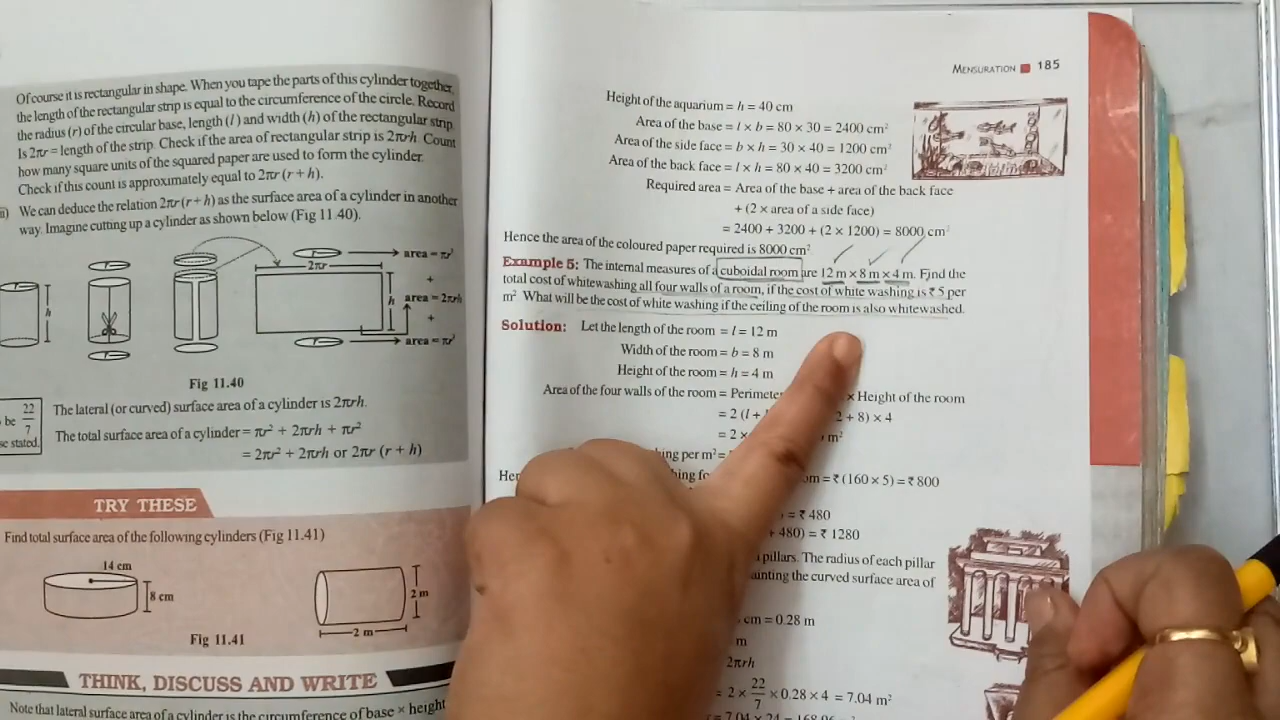 Of course it is rectangular in shape. When you tape the parts of this cylinder together,
the length of the rectangular strip is equal to the circumference of the circle. Record
the radius (r) of the circular base, length (l) and width (h) of the rectangular strip.
Is 2πr = length of the strip. Check if the area of rectangular strip is 2πrh. Count
how many square units of the squared paper are used to form the cylinder.
Check if this count is approximately equal to 2πr (r + h).
We can deduce the relation 2πr (r + h) as the surface area of a cylinder in another
way. Imagine cutting up a cylinder as shown below (Fig 11.40).
area = πr²
2πr
+
h
h
area = 2πrh
+
area = πr²
Fig 11.40
be 22/7
se stated.
The lateral (or curved) surface area of a cylinder is 2πrh.
The total surface area of a cylinder = πr² + 2πrh + πr²
= 2πr² + 2πrh or 2πr (r + h)
TRY THESE
Find total surface area of the following cylinders (Fig 11.41)
14 cm
8 cm
2 m
2 m
Fig 11.41
THINK, DISCUSS AND WRITE
Note that lateral surface area of a cylinder is the circumference of base × height
MENSURATION 185
Height of the aquarium = h = 40 cm
Area of the base = l × b = 80 × 30 = 2400 cm²
Area of the side face = b × h = 30 × 40 = 1200 cm²
Area of the back face = l × h = 80 × 40 = 3200 cm²
Required area = Area of the base + area of the back face
+ (2 × area of a side face)
= 2400 + 3200 + (2 × 1200) = 8000 cm²
Hence the area of the coloured paper required is 8000 cm²
Example 5: The internal measures of a cuboidal room are 12 m × 8 m × 4 m. Find the
total cost of whitewashing all four walls of a room, if the cost of white washing is ₹ 5 per
m² What will be the cost of white washing if the ceiling of the room is also whitewashed.
Solution: Let the length of the room = l = 12 m
Width of the room = b = 8 m
Height of the room = h = 4 m
Area of the four walls of the room = Perimete × Height of the room
= 2 (l + 2 + 8) × 4
= 2 × m²
hing per m² =
Her hing fo om = ₹ (160 × 5) = ₹ 800
= ₹ 480
480) = ₹ 1280
pillars. The radius of each pillar
ainting the curved surface area of
cm = 0.28 m
m
2πrh
= 2 × 22/7 × 0.28 × 4 = 7.04 m²
= 7.04 × 24